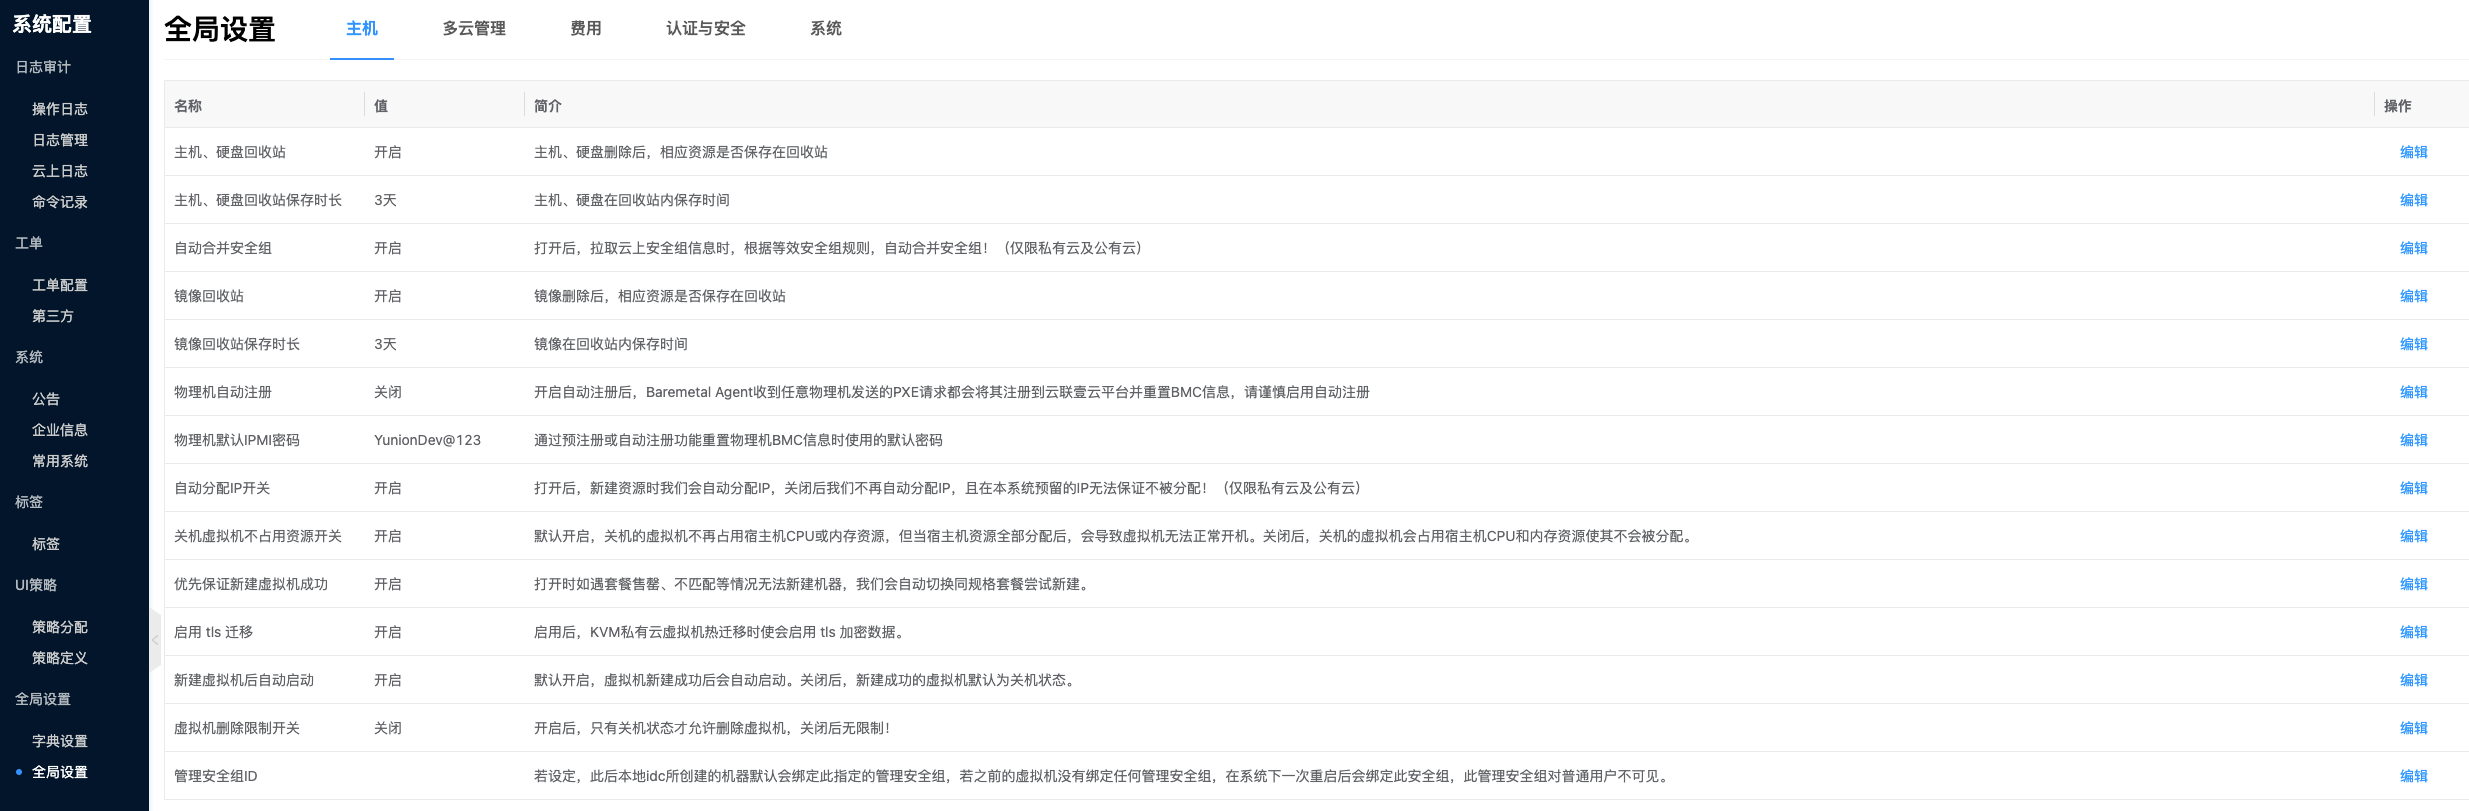 系统配置
日志审计
操作日志
日志管理
云上日志
命令记录
工单
工单配置
第三方
系统
公告
企业信息
常用系统
标签
标签
UI策略
策略分配
策略定义
全局设置
字典设置
全局设置
全局设置 主机 多云管理 费用 认证与安全 系统
名称 值 简介 操作
主机、硬盘回收站 开启 主机、硬盘删除后，相应资源是否保存在回收站 编辑
主机、硬盘回收站保存时长 3天 主机、硬盘在回收站内保存时间 编辑
自动合并安全组 开启 打开后，拉取云上安全组信息时，根据等效安全组规则，自动合并安全组！（仅限私有云及公有云） 编辑
镜像回收站 开启 镜像删除后，相应资源是否保存在回收站 编辑
镜像回收站保存时长 3天 镜像在回收站内保存时间 编辑
物理机自动注册 关闭 开启自动注册后，Baremetal Agent收到任意物理机发送的PXE请求都会将其注册到云联壹云平台并重置BMC信息，请谨慎启用自动注册 编辑
物理机默认IPMI密码 YunionDev@123 通过预注册或自动注册功能重置物理机BMC信息时使用的默认密码 编辑
自动分配IP开关 开启 打开后，新建资源时我们会自动分配IP，关闭后我们不再自动分配IP，且在本系统预留的IP无法保证不被分配！（仅限私有云及公有云） 编辑
关机虚拟机不占用资源开关 开启 默认开启，关机的虚拟机不再占用宿主机CPU或内存资源，但当宿主机资源全部分配后，会导致虚拟机无法正常开机。关闭后，关机的虚拟机会占用宿主机CPU和内存资源使其不会被分配。 编辑
优先保证新建虚拟机成功 开启 打开时如遇套餐售罄、不匹配等情况无法新建机器，我们会自动切换同规格套餐尝试新建。 编辑
启用 tls 迁移 开启 启用后，KVM私有云虚拟机热迁移时使会启用 tls 加密数据。 编辑
新建虚拟机后自动启动 开启 默认开启，虚拟机新建成功后会自动启动。关闭后，新建成功的虚拟机默认为关机状态。 编辑
虚拟机删除限制开关 关闭 开启后，只有关机状态才允许删除虚拟机，关闭后无限制！ 编辑
管理安全组ID 若设定，此后本地idc所创建的机器默认会绑定此指定的管理安全组，若之前的虚拟机没有绑定任何管理安全组，在系统下一次重启后会绑定此安全组，此管理安全组对普通用户不可见。 编辑